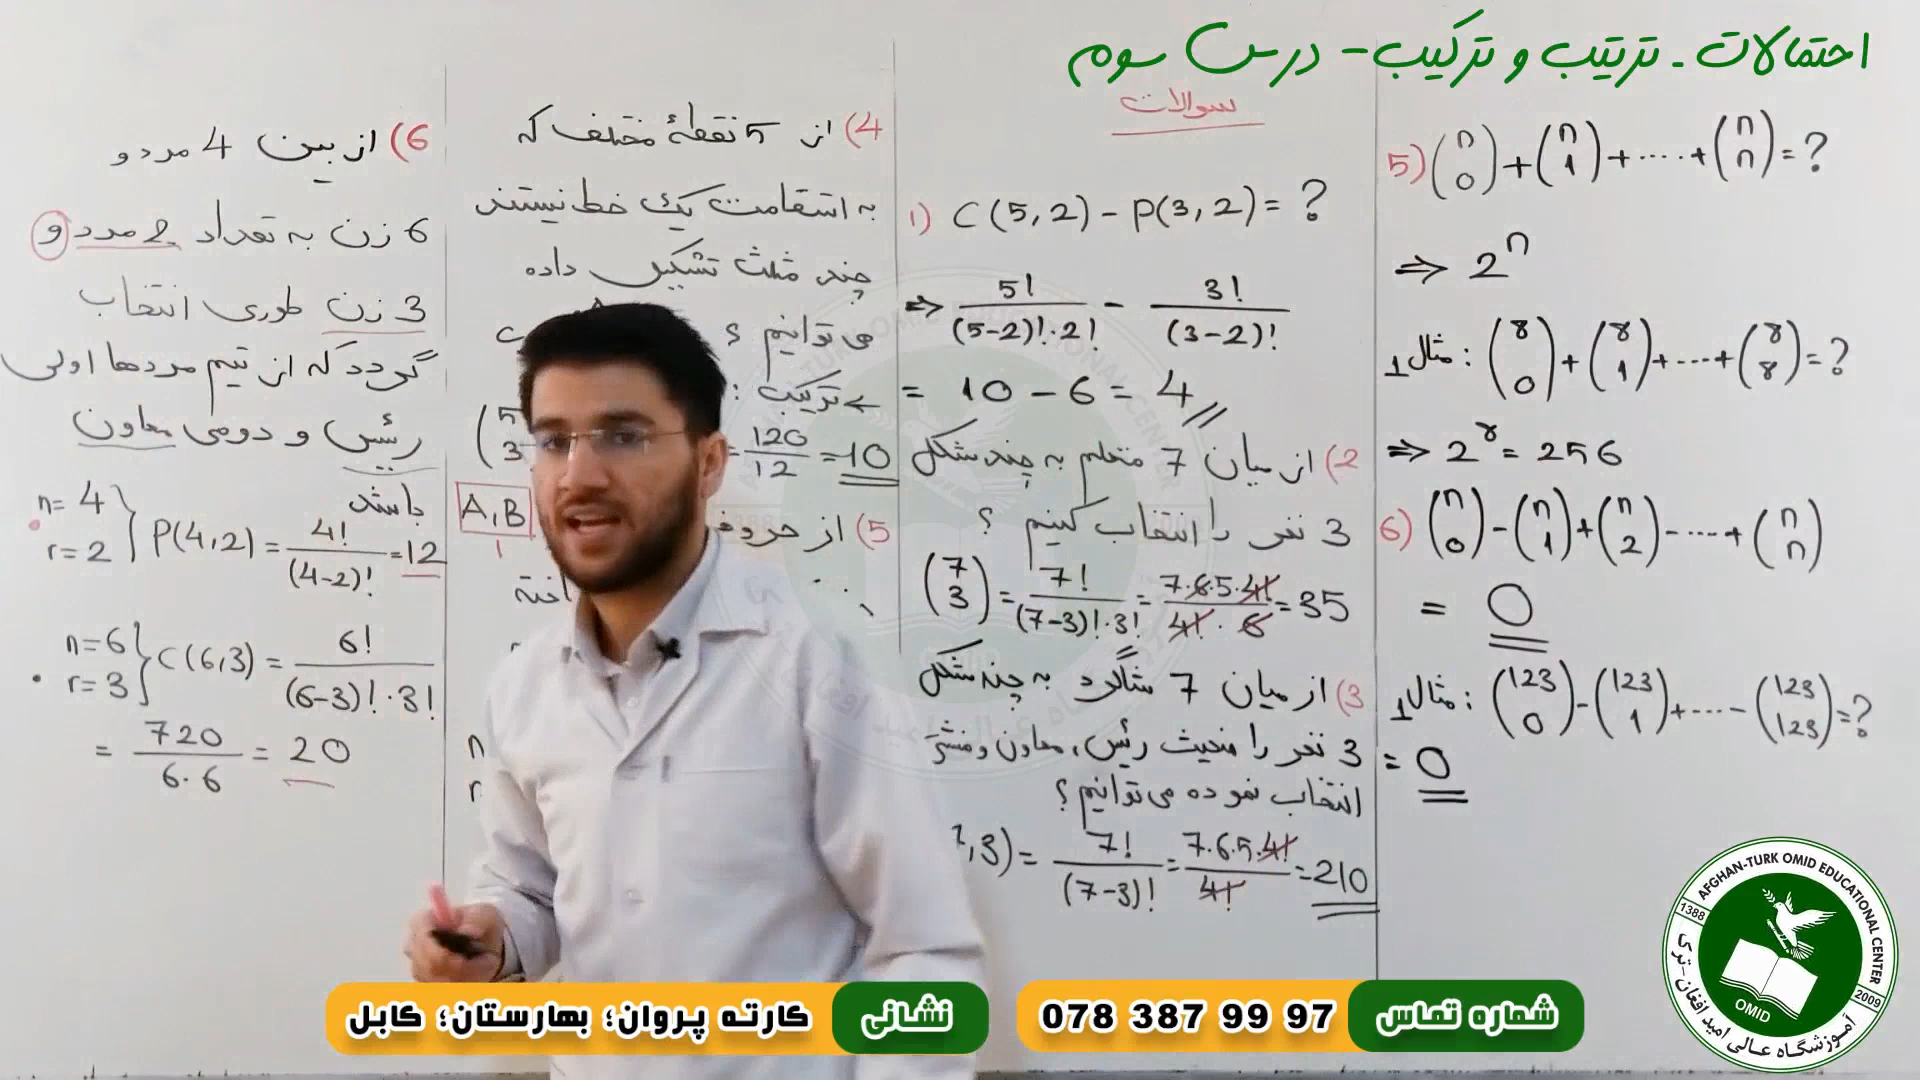 احتمالات - ترتیب و ترکیب - درس سوم
سوالات
1) C(5,2) - P(3,2) = ?
⇒ 5!/((5-2)!·2!) - 3!/((3-2)!)
= 10 - 6 = 4
2) از میان 7 معلم به چند شکل
3 نفر را انتخاب کنیم ؟
(7 3) = 7!/((7-3)!·3!) = 7·6·5·4!/(4!·6) = 35
3) از میان 7 شاگرد به چند شکل
3 نفر را منحیث رئس، معاون و منشی
انتخاب نموده می‌توانیم؟
,3) = 7!/((7-3)!) = 7·6·5·4!/4! = 210
4) از 5 نقطهٔ مختلف که
به استقامت یک خط نیستند
چند مثلث تشکیل داده
می توانیم ؟
ترکیب :
(5 3) = 120/12 = 10
5) از حروف
A,B
6) از بین 4 مرد و
6 زن به تعداد 2 مرد و
3 زن طوری انتخاب
گردد که از تیم مردها اولی
رئیس و دومی معاون
باشد
n=4
r=2 } P(4,2) = 4!/((4-2)!) = 12
n=6
r=3 } C(6,3) = 6!/((6-3)!·3!)
= 720/(6·6) = 20
5) (n 0) + (n 1) + ···· + (n n) = ?
⇒ 2^n
مثال 1 : (8 0) + (8 1) + ···· + (8 8) = ?
⇒ 2^8 = 256
6) (n 0) - (n 1) + (n 2) - ···· + (n n)
= 0
مثال 1 : (123 0) - (123 1) + ···· - (123 123) = ?
= 0
AFGHAN-TURK OMID EDUCATIONAL CENTER
1388
2009
OMID
آموزشگاه عالی امید افغان-ترک
نشانی
کارته پروان؛ بهارستان؛ کابل
شماره تماس
078 387 99 97